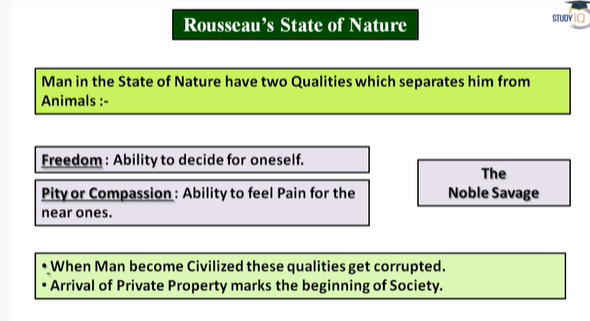 Rousseau's State of Nature
STUDY IQ
Man in the State of Nature have two Qualities which separates him from
Animals :-
Freedom : Ability to decide for oneself.
Pity or Compassion : Ability to feel Pain for the
near ones.
The
Noble Savage
• When Man become Civilized these qualities get corrupted.
• Arrival of Private Property marks the beginning of Society.